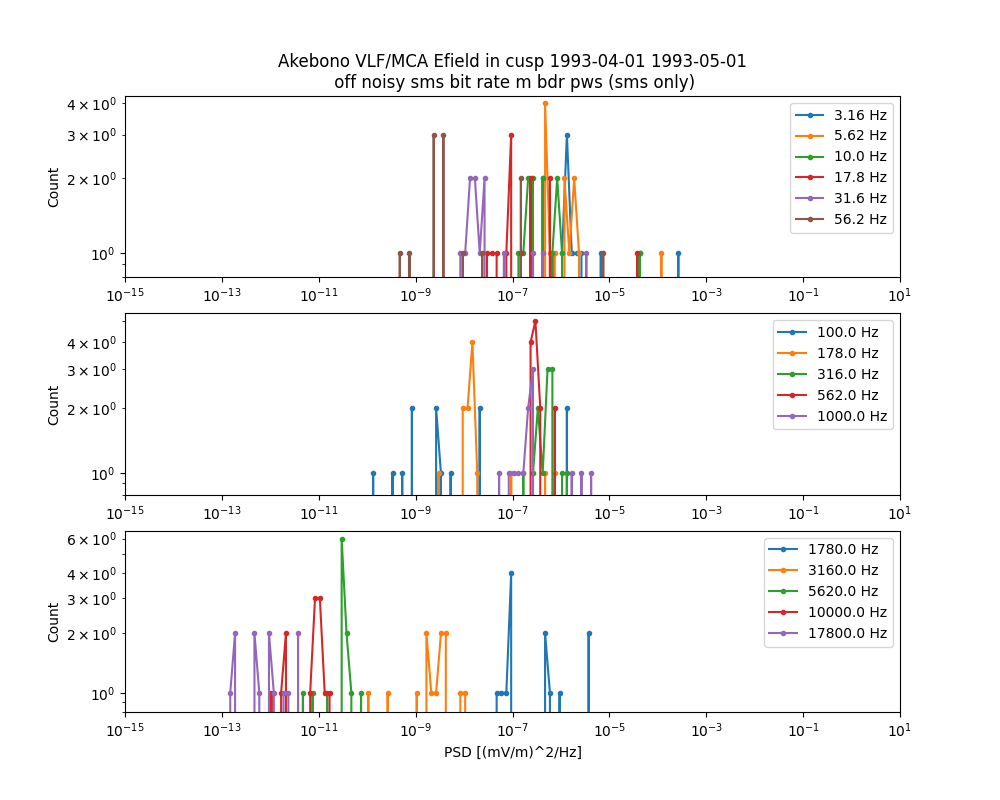 Akebono VLF/MCA Efield in cusp 1993-04-01 1993-05-01
off noisy sms bit rate m bdr pws (sms only)
4 × 10⁰
3 × 10⁰
2 × 10⁰
10⁰
Count
3.16 Hz
5.62 Hz
10.0 Hz
17.8 Hz
31.6 Hz
56.2 Hz
10⁻¹⁵ 10⁻¹³ 10⁻¹¹ 10⁻⁹ 10⁻⁷ 10⁻⁵ 10⁻³ 10⁻¹ 10¹
4 × 10⁰
3 × 10⁰
2 × 10⁰
10⁰
Count
100.0 Hz
178.0 Hz
316.0 Hz
562.0 Hz
1000.0 Hz
10⁻¹⁵ 10⁻¹³ 10⁻¹¹ 10⁻⁹ 10⁻⁷ 10⁻⁵ 10⁻³ 10⁻¹ 10¹
6 × 10⁰
4 × 10⁰
3 × 10⁰
2 × 10⁰
10⁰
Count
1780.0 Hz
3160.0 Hz
5620.0 Hz
10000.0 Hz
17800.0 Hz
10⁻¹⁵ 10⁻¹³ 10⁻¹¹ 10⁻⁹ 10⁻⁷ 10⁻⁵ 10⁻³ 10⁻¹ 10¹
PSD [(mV/m)^2/Hz]